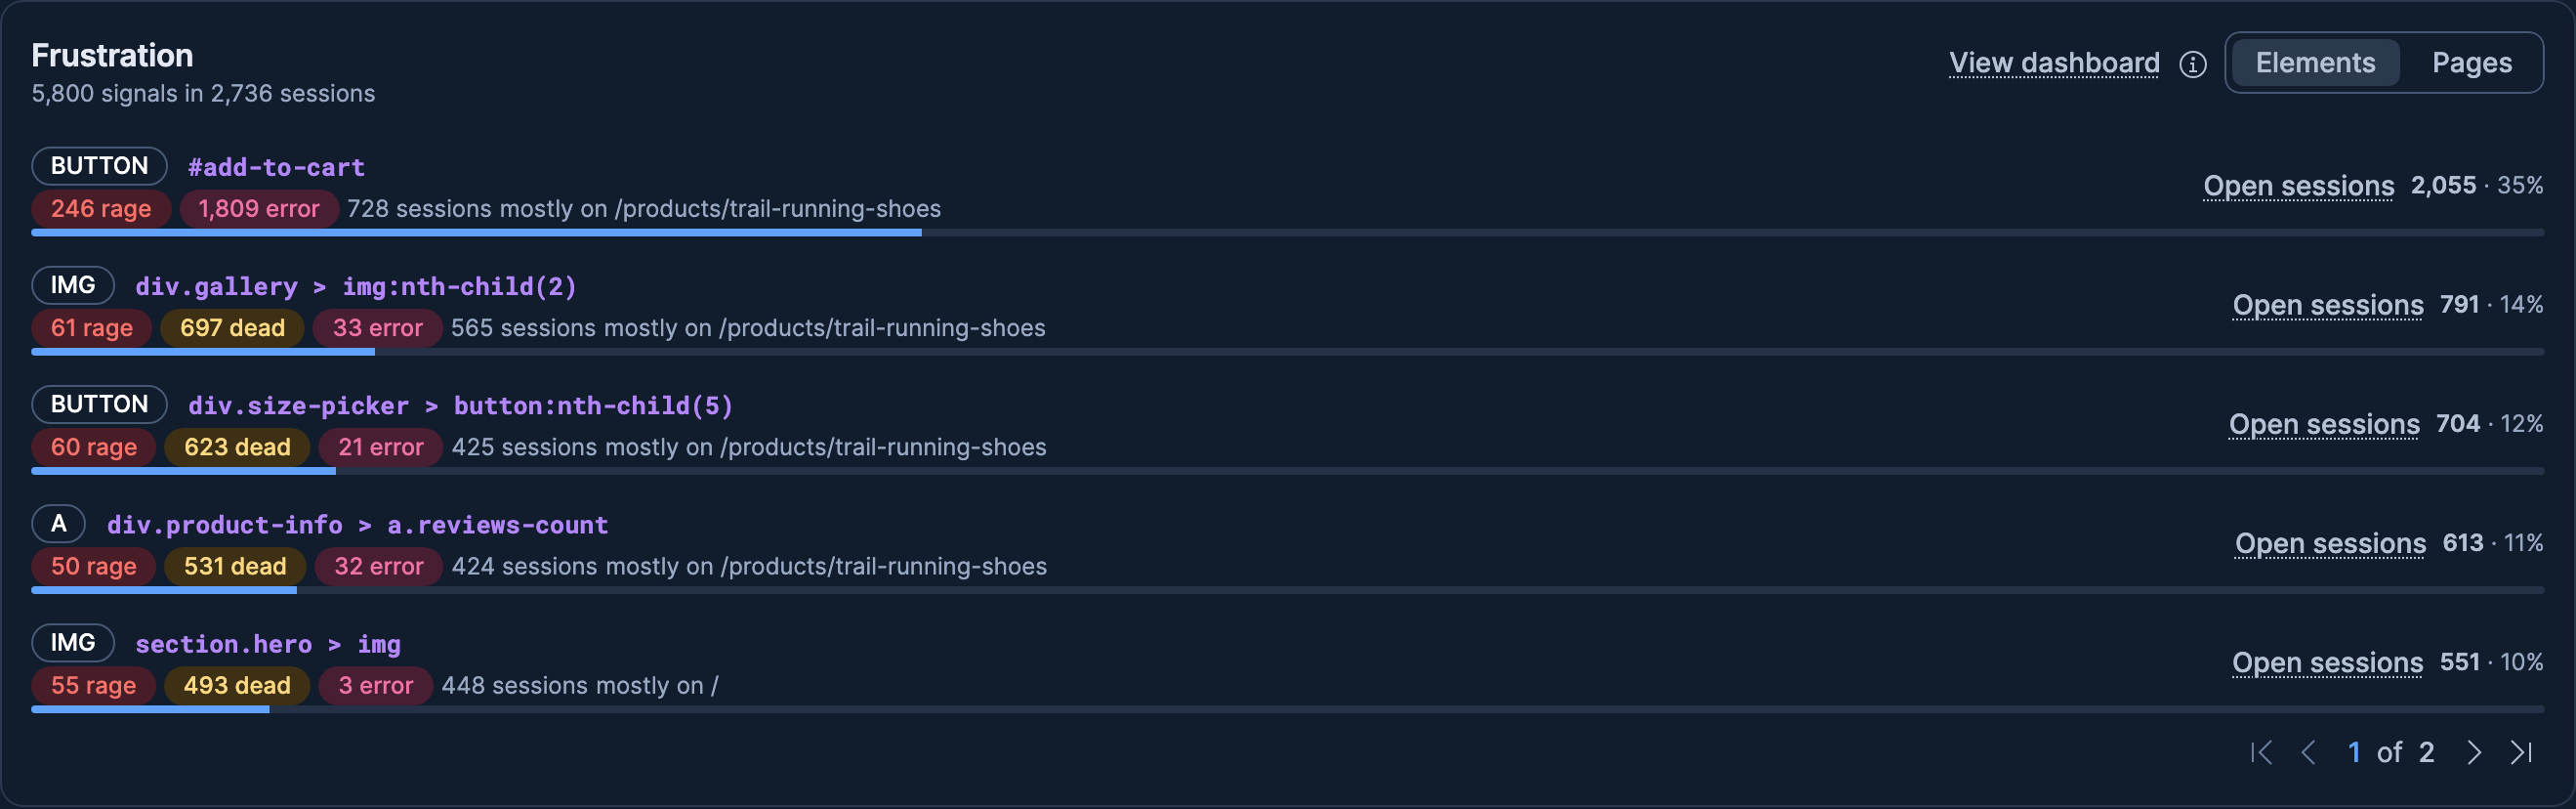 Frustration
5,800 signals in 2,736 sessions
View dashboard
Elements Pages
BUTTON #add-to-cart
246 rage 1,809 error 728 sessions mostly on /products/trail-running-shoes
Open sessions 2,055 · 35%
IMG div.gallery > img:nth-child(2)
61 rage 697 dead 33 error 565 sessions mostly on /products/trail-running-shoes
Open sessions 791 · 14%
BUTTON div.size-picker > button:nth-child(5)
60 rage 623 dead 21 error 425 sessions mostly on /products/trail-running-shoes
Open sessions 704 · 12%
A div.product-info > a.reviews-count
50 rage 531 dead 32 error 424 sessions mostly on /products/trail-running-shoes
Open sessions 613 · 11%
IMG section.hero > img
55 rage 493 dead 3 error 448 sessions mostly on /
Open sessions 551 · 10%
1 of 2